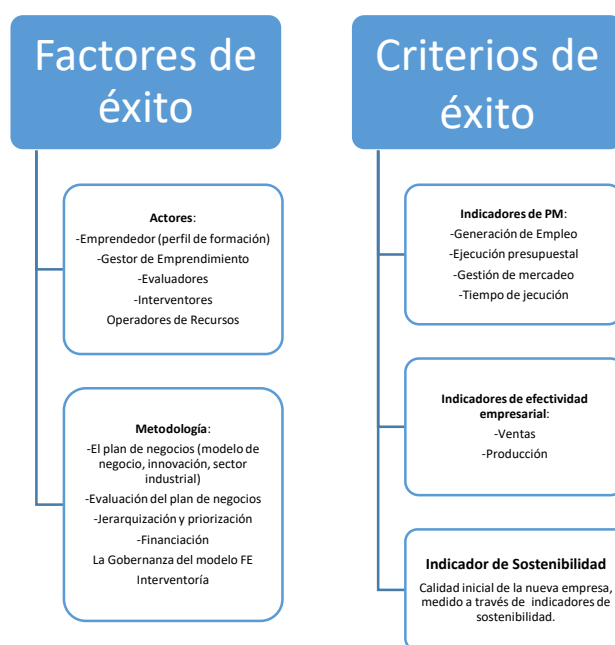 Factores de
éxito
Actores:
-Emprendedor (perfil de formación)
-Gestor de Emprendimiento
-Evaluadores
-Interventores
Operadores de Recursos
Metodología:
-El plan de negocios (modelo de
negocio, innovación, sector
industrial)
-Evaluación del plan de negocios
-Jerarquización y priorización
-Financiación
La Gobernanza del modelo FE
Interventoría
Criterios de
éxito
Indicadores de PM:
-Generación de Empleo
-Ejecución presupuestal
-Gestión de mercadeo
-Tiempo de jecución
Indicadores de efectividad
empresarial:
-Ventas
-Producción
Indicador de Sostenibilidad
Calidad inicial de la nueva empresa,
medido a través de indicadores de
sostenibilidad.